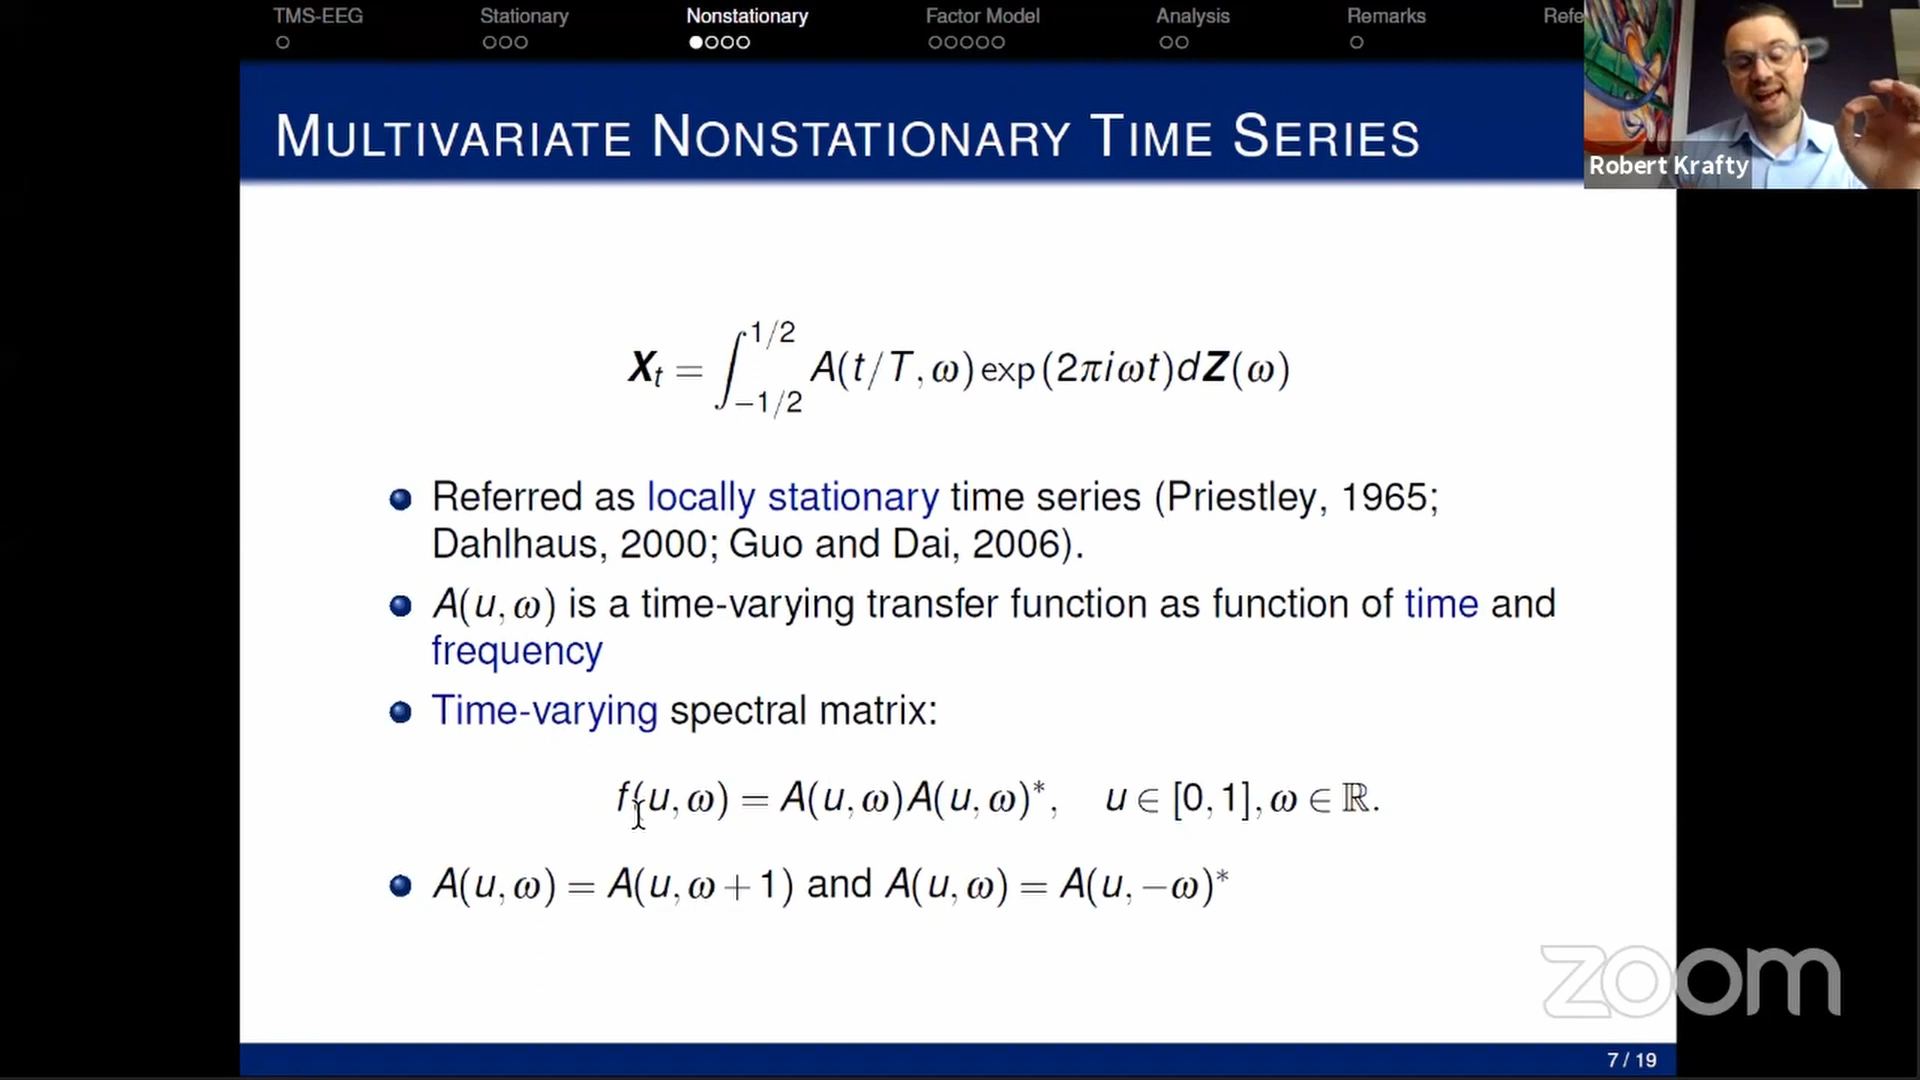 TMS-EEG Stationary Nonstationary Factor Model Analysis Remarks Refe
MULTIVARIATE NONSTATIONARY TIME SERIES
Robert Krafty
X_t = ∫_{−1/2}^{1/2} A(t/T, ω) exp(2πiωt)dZ(ω)
Referred as locally stationary time series (Priestley, 1965;
Dahlhaus, 2000; Guo and Dai, 2006).
A(u, ω) is a time-varying transfer function as function of time and
frequency
Time-varying spectral matrix:
f(u, ω) = A(u, ω)A(u, ω)*, u ∈ [0, 1], ω ∈ ℝ.
A(u, ω) = A(u, ω + 1) and A(u, ω) = A(u, −ω)*
zoom
7 / 19